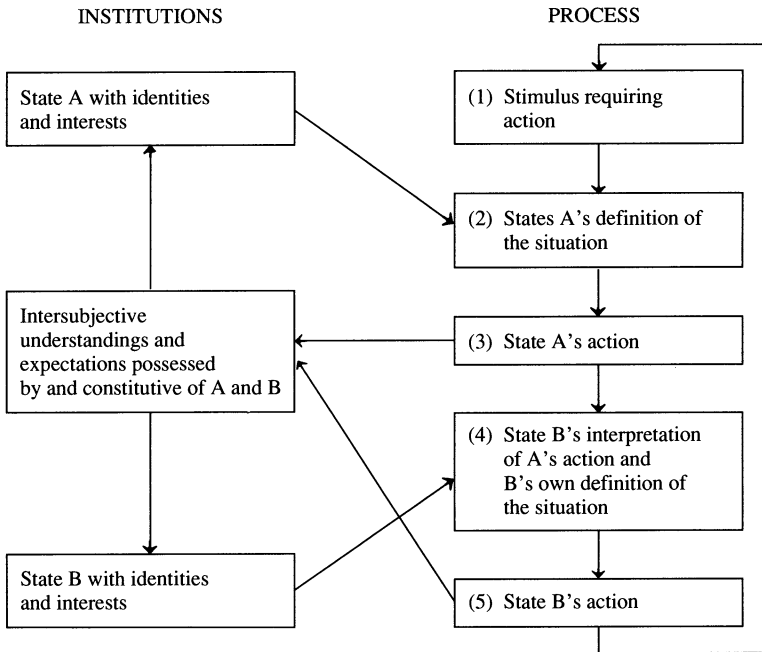 INSTITUTIONS
PROCESS
State A with identities
and interests
(1) Stimulus requiring
action
(2) States A's definition of
the situation
Intersubjective
understandings and
expectations possessed
by and constitutive of A and B
(3) State A's action
(4) State B's interpretation
of A's action and
B's own definition of
the situation
State B with identities
and interests
(5) State B's action